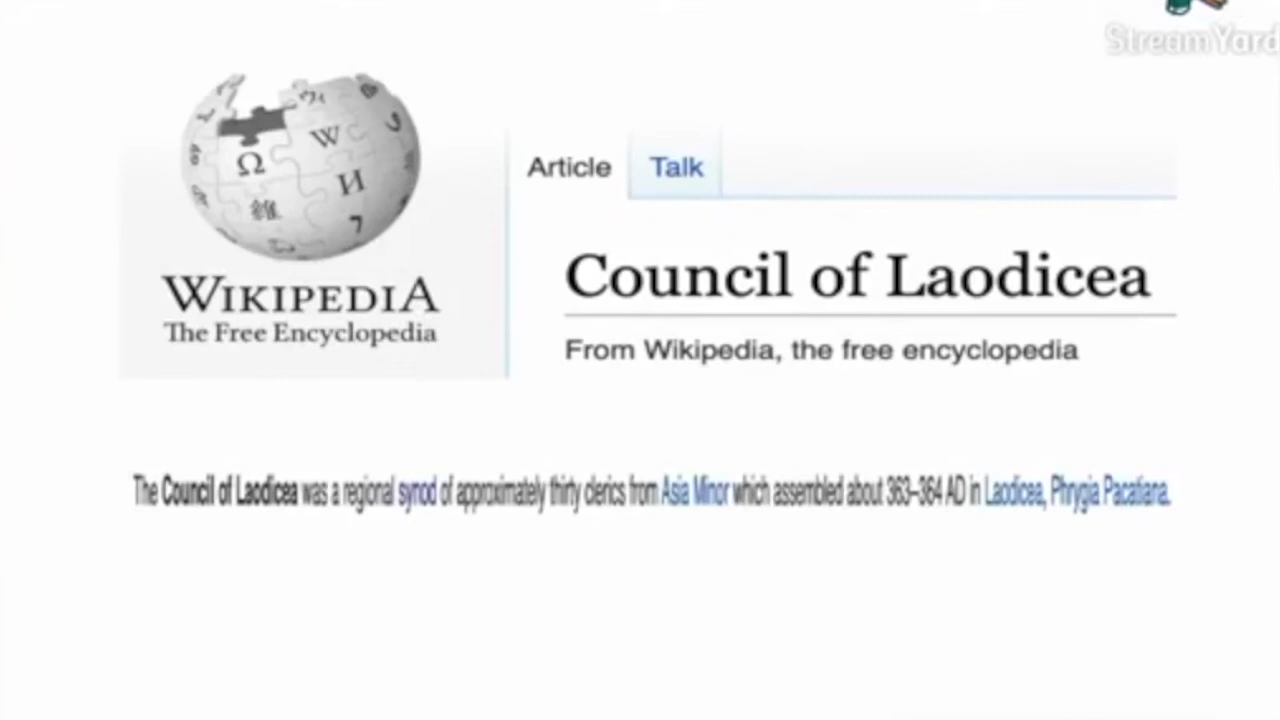 StreamYard
Ω W И 維 7
WIKIPEDIA
The Free Encyclopedia
Article Talk
Council of Laodicea
From Wikipedia, the free encyclopedia
The Council of Laodicea was a regional synod of approximately thirty clerics from Asia Minor which assembled about 363–364 AD in Laodicea, Phrygia Pacatiana.